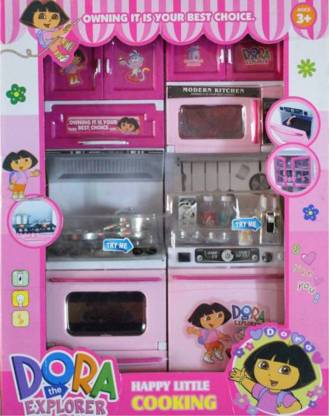 OWNING IT IS YOUR BEST CHOICE.
AGES
3+
DORA
MODERN KITCHEN
OWNING IT IS YOUR
BEST CHOICE
TRY ME
TRY ME
DORA
EXPLORER
Dora
DORA
the
EXPLORER
HAPPY LITTLE
COOKING